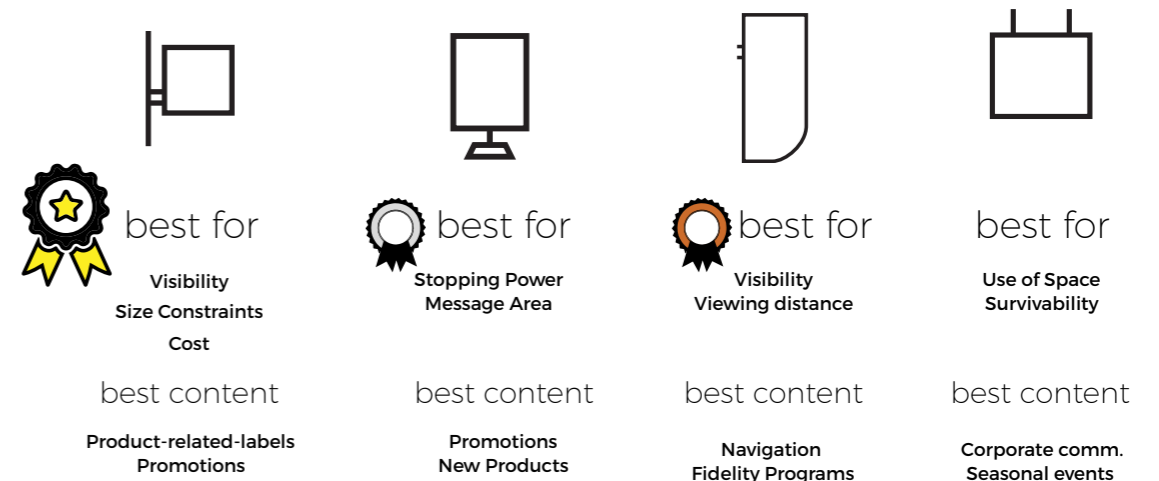 best for
Visibility
Size Constraints
Cost
best content
Product-related-labels
Promotions
best for
Stopping Power
Message Area
best content
Promotions
New Products
best for
Visibility
Viewing distance
best content
Navigation
Fidelity Programs
best for
Use of Space
Survivability
best content
Corporate comm.
Seasonal events